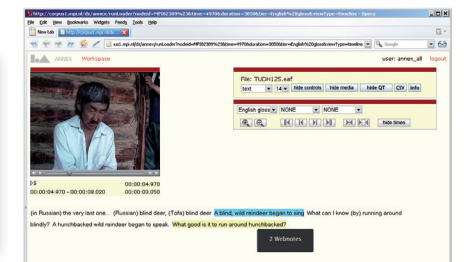 File Edit View Bookmarks Widgets Feeds Tools Help
New tab
ANNEX Workspace
user: annex_all logout
File: TUDH125.eaf
text 14 hide controls hide media hide QT CSV info
English gloss NONE NONE
hide times
00:00:04.970
00:00:04.970 - 00:00:08.020 00:00:03.050
(in Russian) the very last one... (Russian) blind deer, (Tofa) blind deer A blind, wild reindeer began to sing What can I know (by) running around
blindly? A hunchbacked wild reindeer began to speak. What good is it to run around hunchbacked?
2 Webnotes